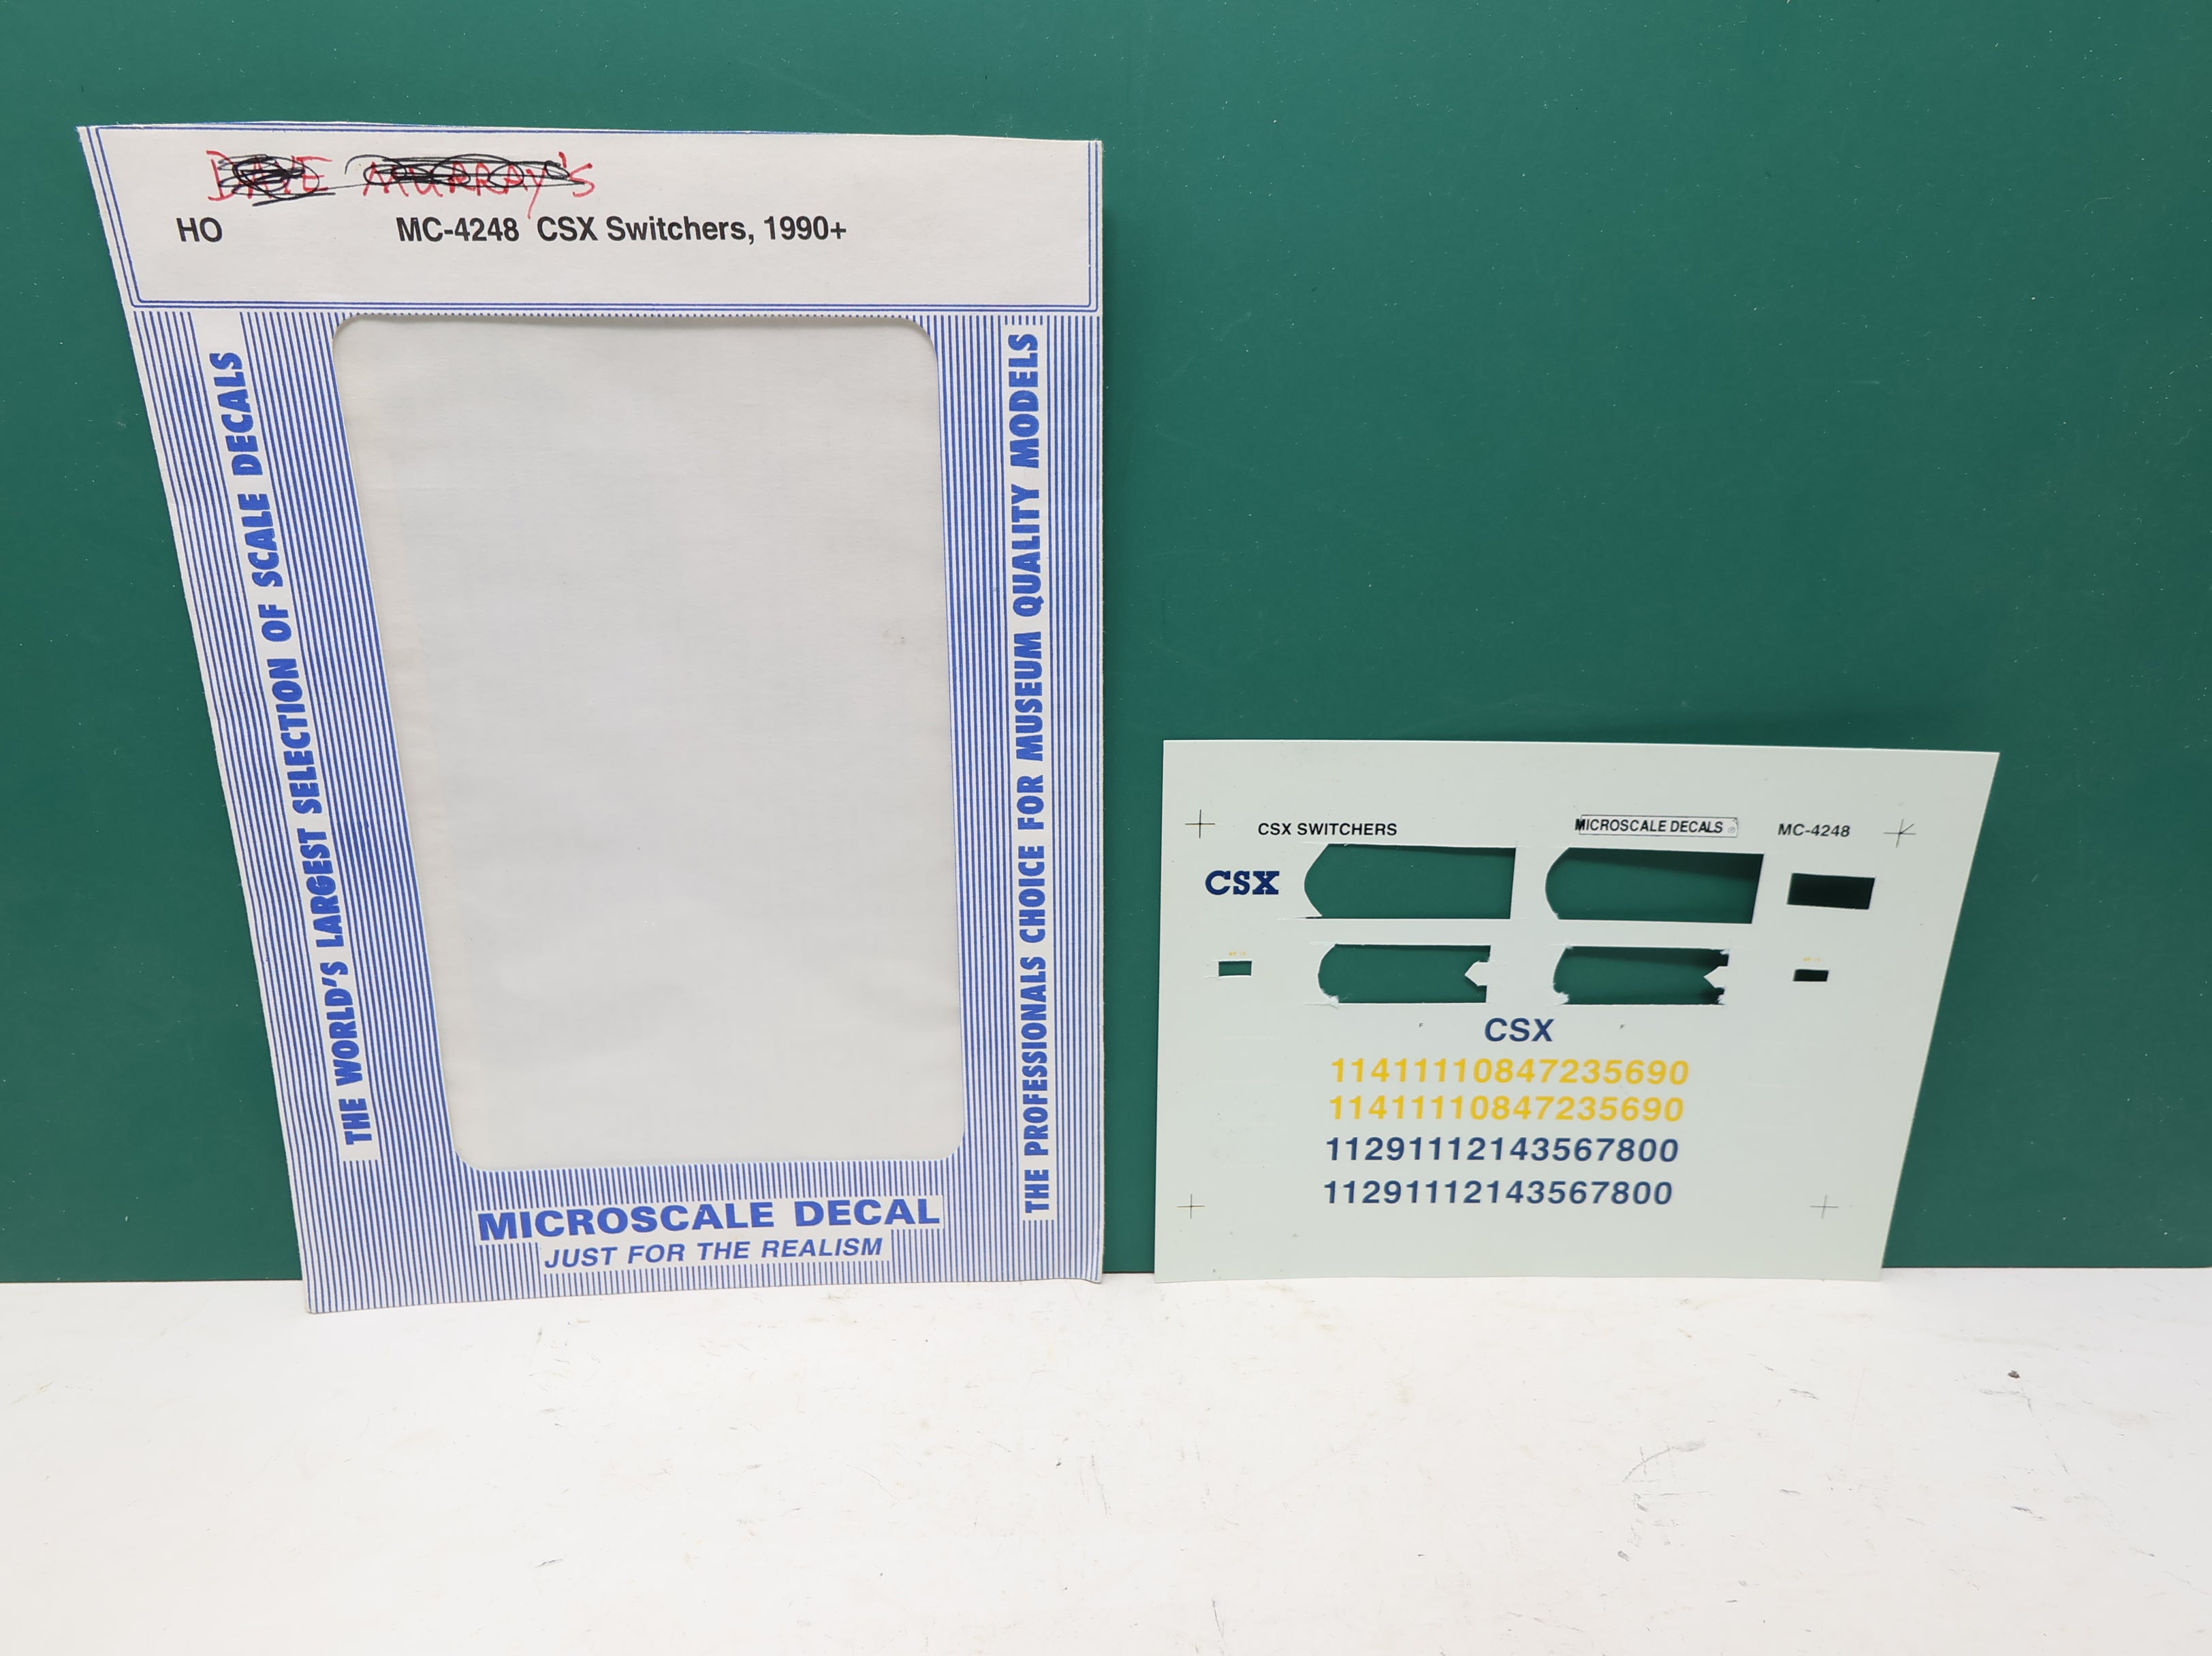 DAVE MURRAY'S
HO MC-4248 CSX Switchers, 1990+
THE WORLD'S LARGEST SELECTION OF SCALE DECALS
THE PROFESSIONALS CHOICE FOR MUSEUM QUALITY MODELS
MICROSCALE DECAL
JUST FOR THE REALISM
CSX SWITCHERS MICROSCALE DECALS MC-4248
CSX
CSX
11411110847235690
11411110847235690
11291112143567800
11291112143567800